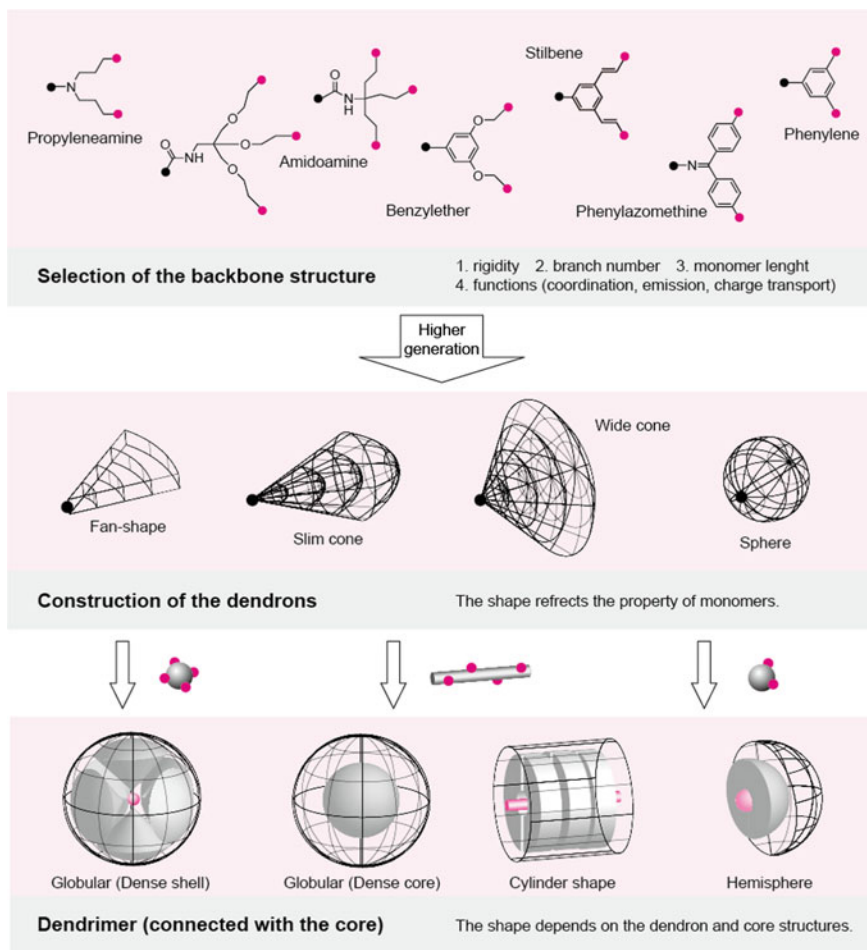 Stilbene
Propyleneamine
Amidoamine
Phenylene
Benzylether
Phenylazomethine
N
O
NH
O
O
O
O
NH
O
O
N
Selection of the backbone structure
1. rigidity 2. branch number 3. monomer lenght
4. functions (coordination, emission, charge transport)
Higher
generation
Wide cone
Fan-shape
Slim cone
Sphere
Construction of the dendrons
The shape refrects the property of monomers.
Globular (Dense shell)
Globular (Dense core)
Cylinder shape
Hemisphere
Dendrimer (connected with the core)
The shape depends on the dendron and core structures.